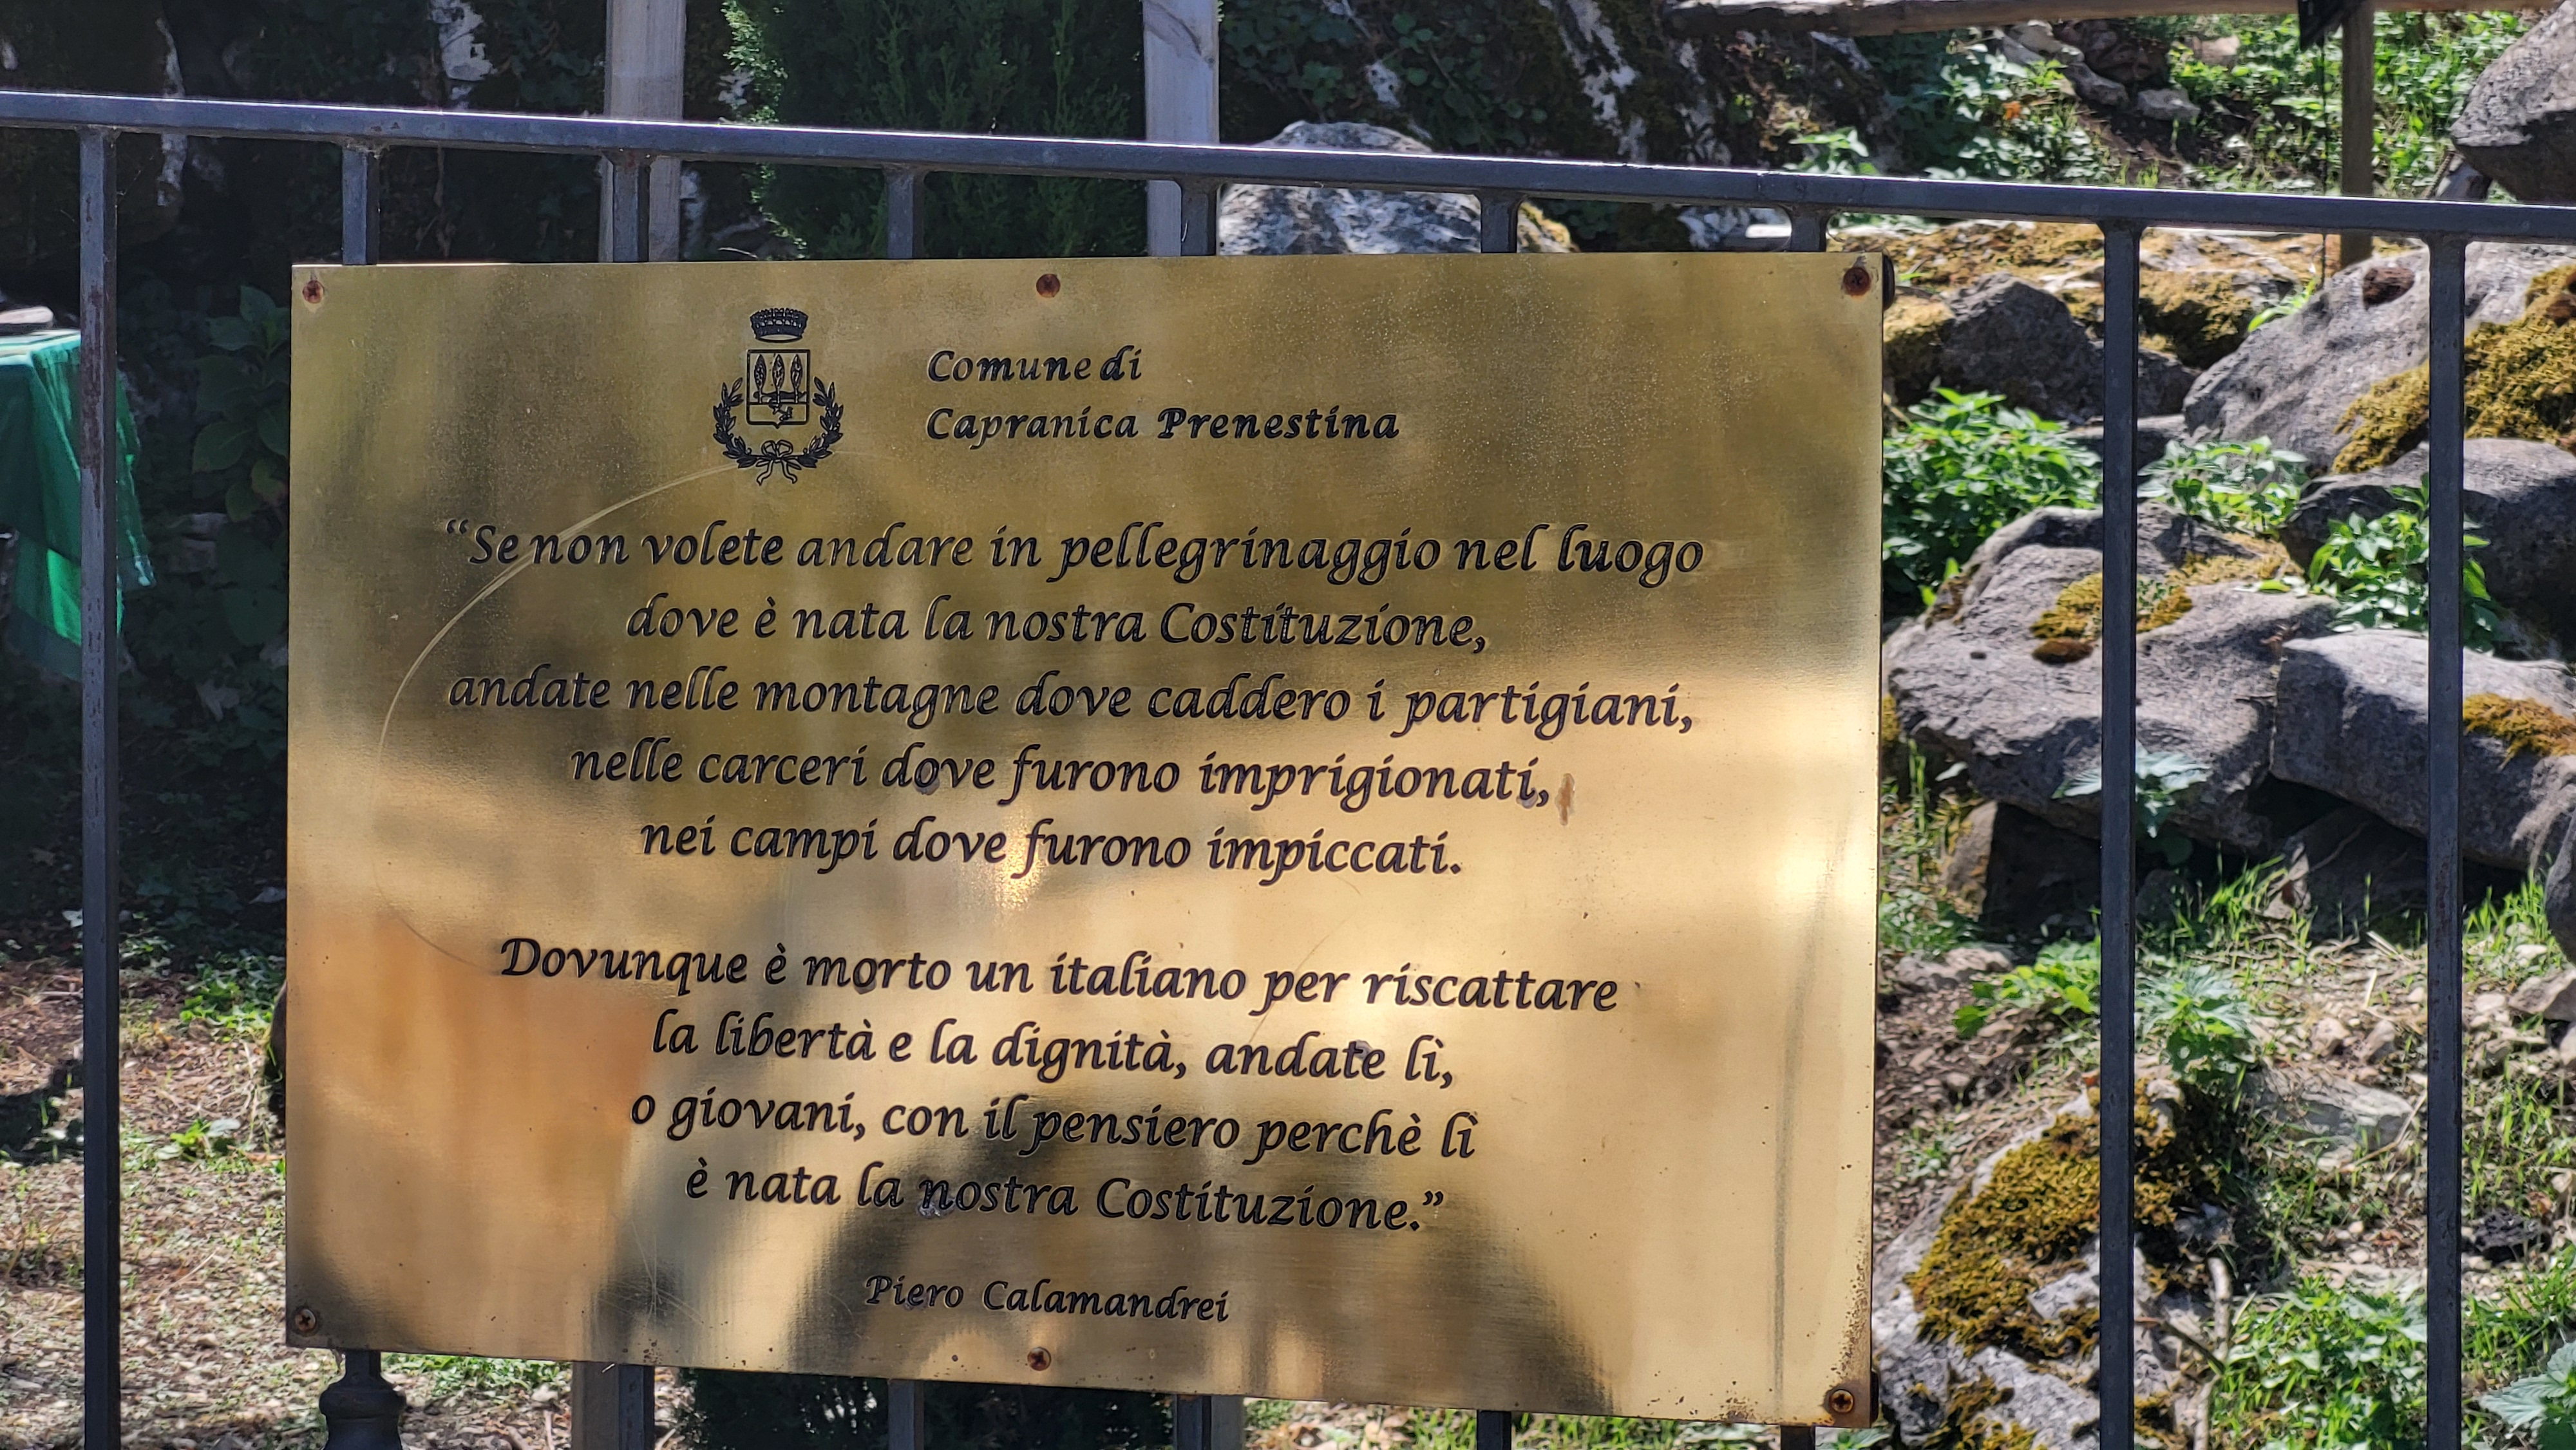 Comune di
Capranica Prenestina
“Se non volete andare in pellegrinaggio nel luogo
dove è nata la nostra Costituzione,
andate nelle montagne dove caddero i partigiani,
nelle carceri dove furono imprigionati,
nei campi dove furono impiccati.
Dovunque è morto un italiano per riscattare
la libertà e la dignità, andate lì,
o giovani, con il pensiero perchè lì
è nata la nostra Costituzione.”
Piero Calamandrei